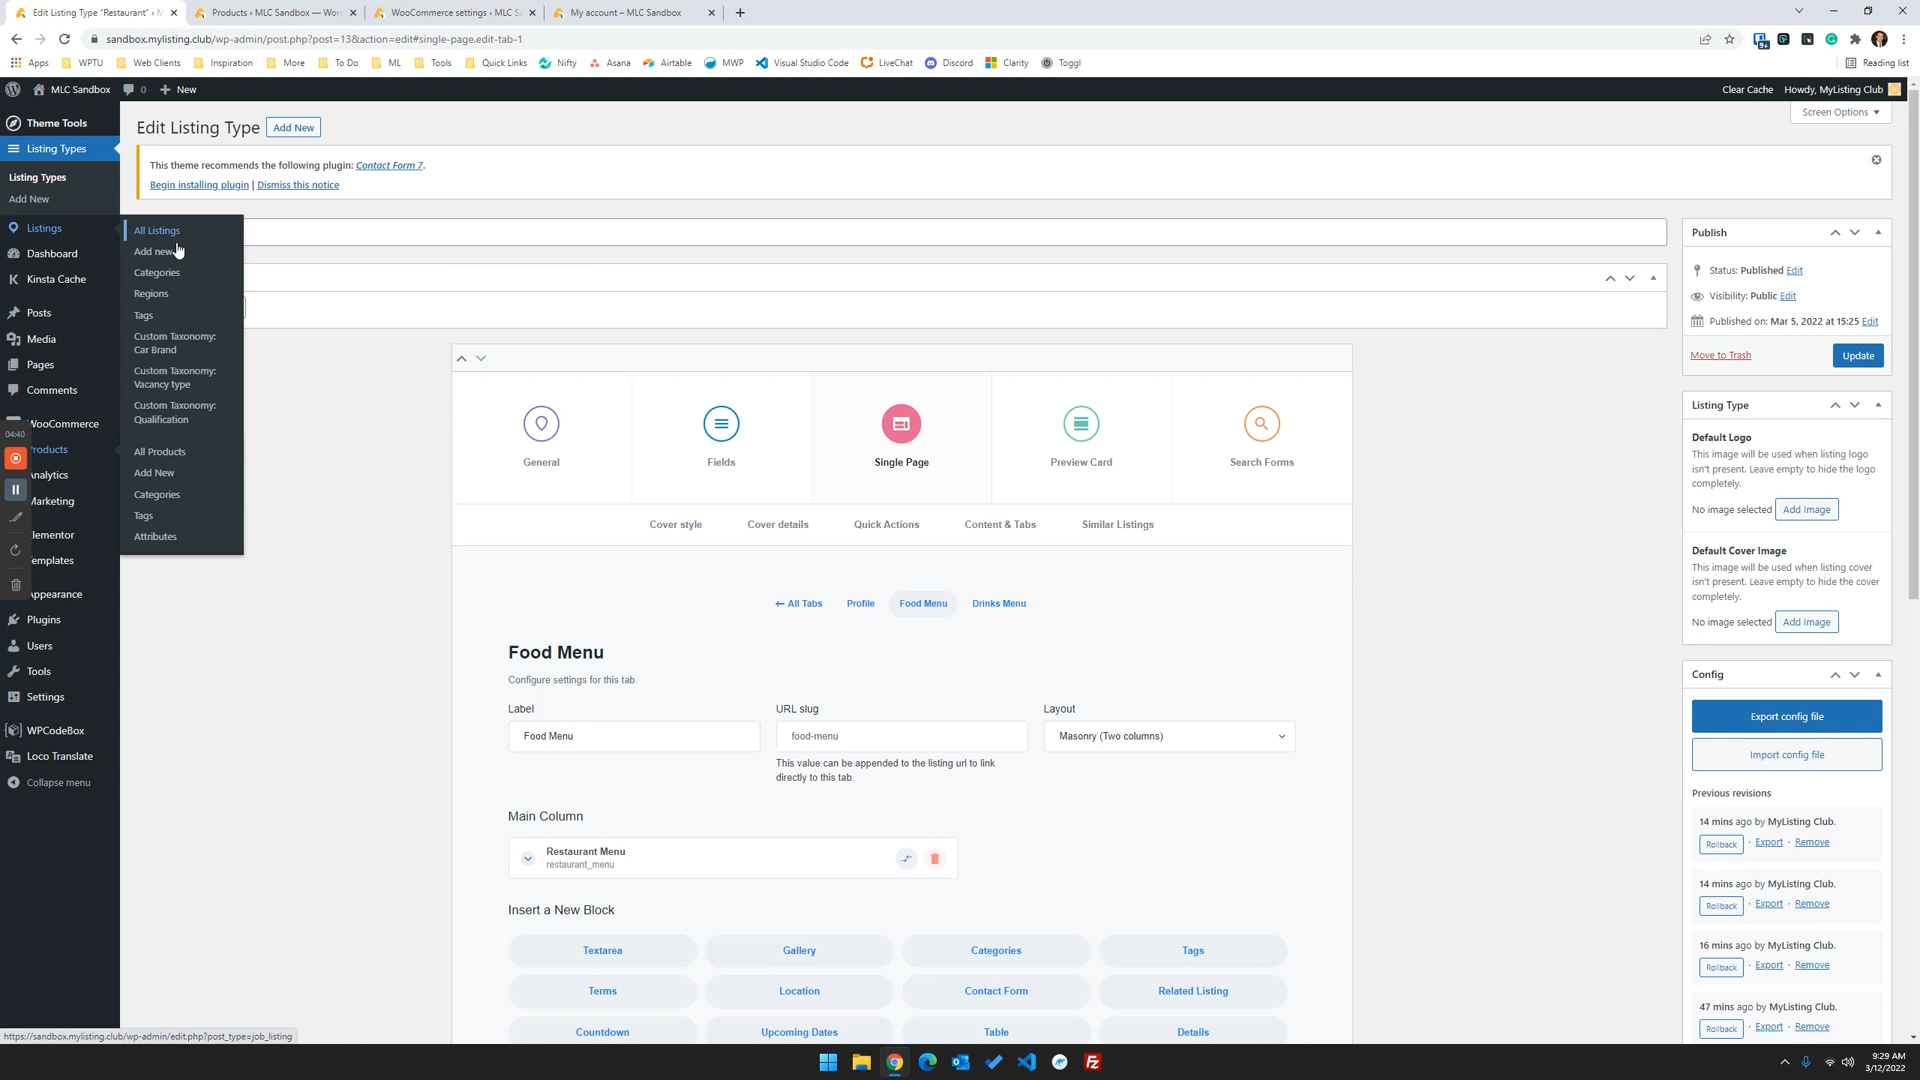 Edit Listing Type "Restaurant" ‹ M
Products ‹ MLC Sandbox — Wor
WooCommerce settings ‹ MLC S
My account – MLC Sandbox
sandbox.mylisting.club/wp-admin/post.php?post=13&action=edit#single-page.edit-tab-1
9+
Apps
WPTU
Web Clients
Inspiration
More
To Do
ML
Tools
Quick Links
Nifty
Asana
Airtable
MWP
Visual Studio Code
LiveChat
Discord
Clarity
Toggl
Reading list
MLC Sandbox
0
New
Clear Cache
Howdy, MyListing Club
Theme Tools
Listing Types
Listing Types
Add New
Listings
Dashboard
Kinsta Cache
Posts
Media
Pages
Comments
WooCommerce
04:40
Products
Analytics
Marketing
Elementor
Templates
Appearance
Plugins
Users
Tools
Settings
WPCodeBox
Loco Translate
Collapse menu
All Listings
Add new
Categories
Regions
Tags
Custom Taxonomy:
Car Brand
Custom Taxonomy:
Vacancy type
Custom Taxonomy:
Qualification
All Products
Add New
Categories
Tags
Attributes
Edit Listing Type
Add New
Screen Options
This theme recommends the following plugin: Contact Form 7.
Begin installing plugin | Dismiss this notice
General
Fields
Single Page
Preview Card
Search Forms
Cover style
Cover details
Quick Actions
Content & Tabs
Similar Listings
← All Tabs
Profile
Food Menu
Drinks Menu
Food Menu
Configure settings for this tab.
Label
Food Menu
URL slug
food-menu
This value can be appended to the listing url to link
directly to this tab.
Layout
Masonry (Two columns)
Main Column
Restaurant Menu
restaurant_menu
Insert a New Block
Textarea
Gallery
Categories
Tags
Terms
Location
Contact Form
Related Listing
Countdown
Upcoming Dates
Table
Details
Publish
Status: Published Edit
Visibility: Public Edit
Published on: Mar 5, 2022 at 15:25 Edit
Move to Trash
Update
Listing Type
Default Logo
This image will be used when listing logo
isn't present. Leave empty to hide the logo
completely.
No image selected
Add Image
Default Cover Image
This image will be used when listing cover
isn't present. Leave empty to hide the cover
completely.
No image selected
Add Image
Config
Export config file
Import config file
Previous revisions
14 mins ago by MyListing Club.
Rollback · Export · Remove
14 mins ago by MyListing Club.
Rollback · Export · Remove
16 mins ago by MyListing Club.
Rollback · Export · Remove
47 mins ago by MyListing Club.
Rollback · Export · Remove
https://sandbox.mylisting.club/wp-admin/edit.php?post_type=job_listing
9:29 AM
3/12/2022